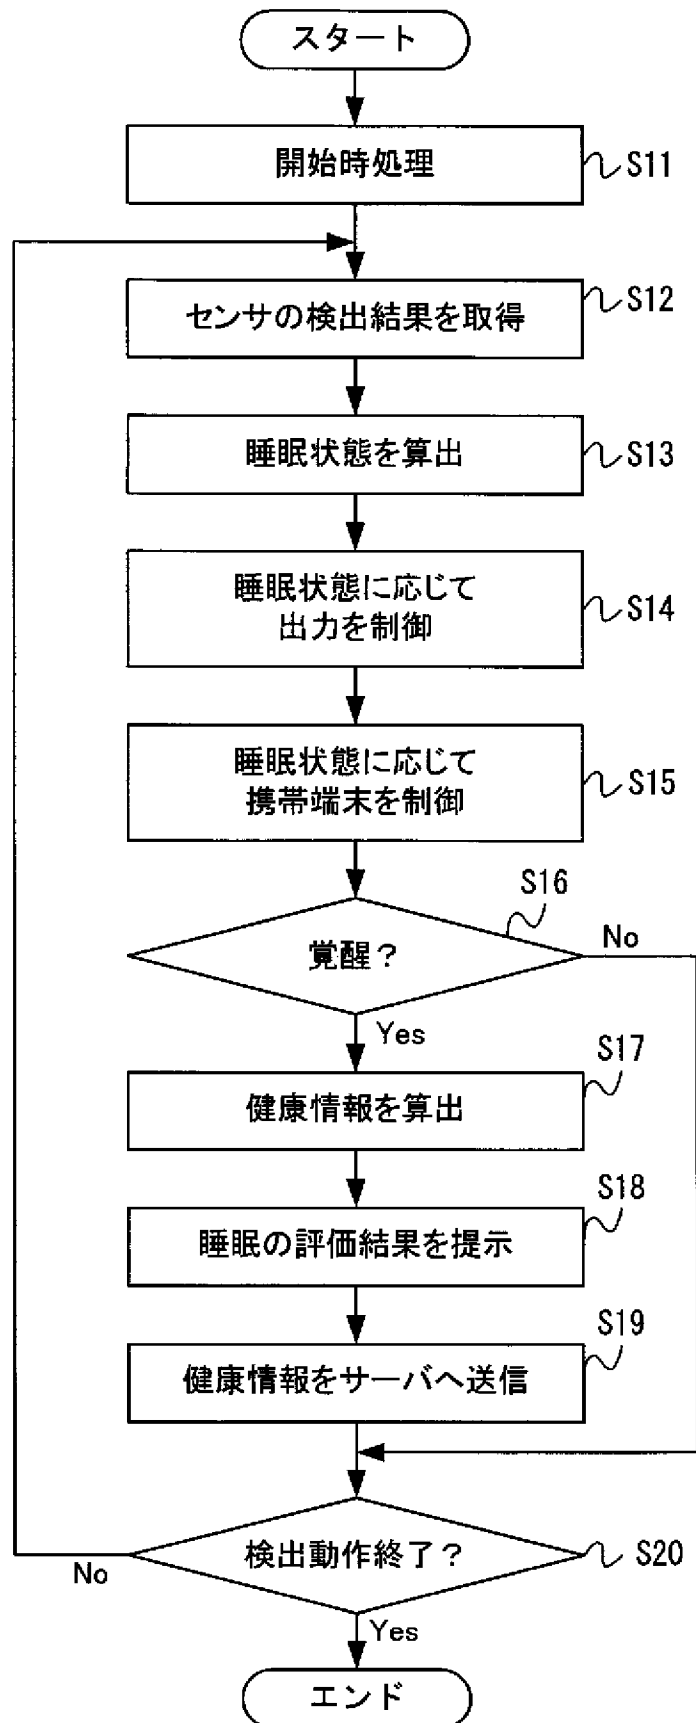 スタート
開始時処理
S11
センサの検出結果を取得
S12
睡眠状態を算出
S13
睡眠状態に応じて
出力を制御
S14
睡眠状態に応じて
携帯端末を制御
S15
S16
覚醒?
No
Yes
S17
健康情報を算出
S18
睡眠の評価結果を提示
S19
健康情報をサーバへ送信
検出動作終了?
S20
No
Yes
エンド